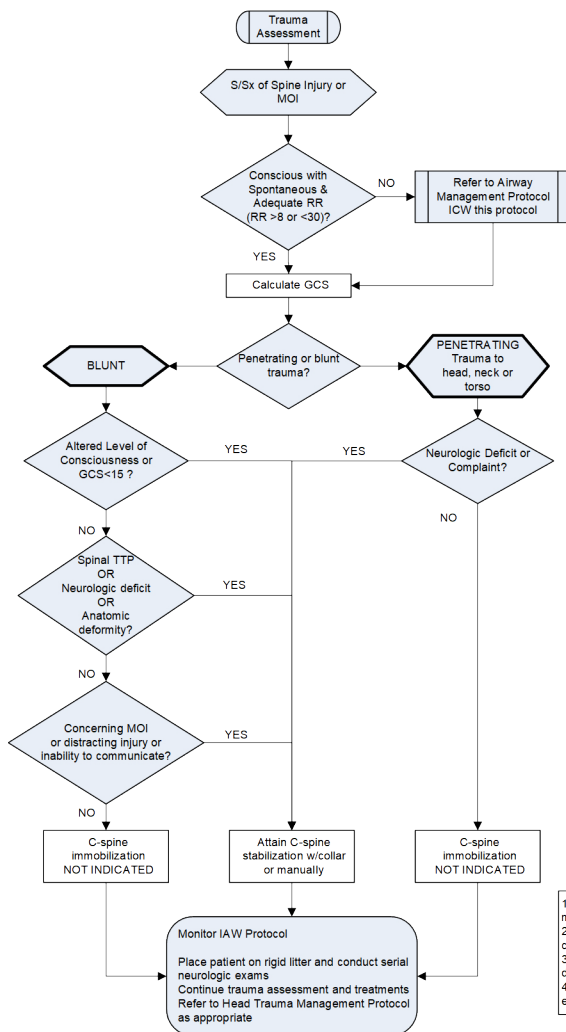 Trauma
Assessment
S/Sx of Spine Injury or
MOI
Conscious with
Spontaneous &
Adequate RR
(RR >8 or <30)?
NO
Refer to Airway
Management Protocol
ICW this protocol
YES
Calculate GCS
Penetrating or blunt
trauma?
BLUNT
PENETRATING
Trauma to
head, neck or
torso
Altered Level of
Consciousness or
GCS<15 ?
YES
YES
Neurologic Deficit or
Complaint?
NO
NO
Spinal TTP
OR
Neurologic deficit
OR
Anatomic
deformity?
YES
NO
Concerning MOI
or distracting injury or
inability to communicate?
YES
NO
C-spine
immobilization
NOT INDICATED
Attain C-spine
stabilization w/collar
or manually
C-spine
immobilization
NOT INDICATED
Monitor IAW Protocol
Place patient on rigid litter and conduct serial
neurologic exams
Continue trauma assessment and treatments
Refer to Head Trauma Management Protocol
as appropriate
1
2
3
4